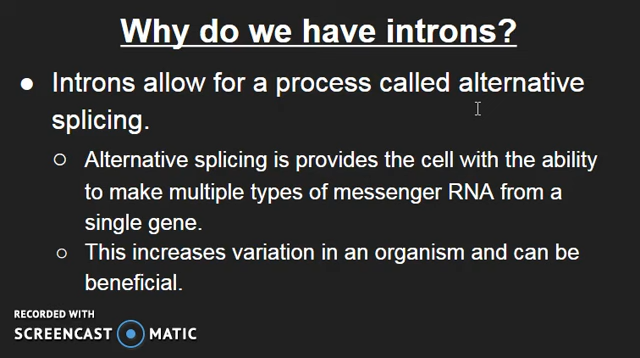 Why do we have introns?
● Introns allow for a process called alternative
splicing.
○ Alternative splicing is provides the cell with the ability
to make multiple types of messenger RNA from a
single gene.
○ This increases variation in an organism and can be
beneficial.
RECORDED WITH
SCREENCAST MATIC